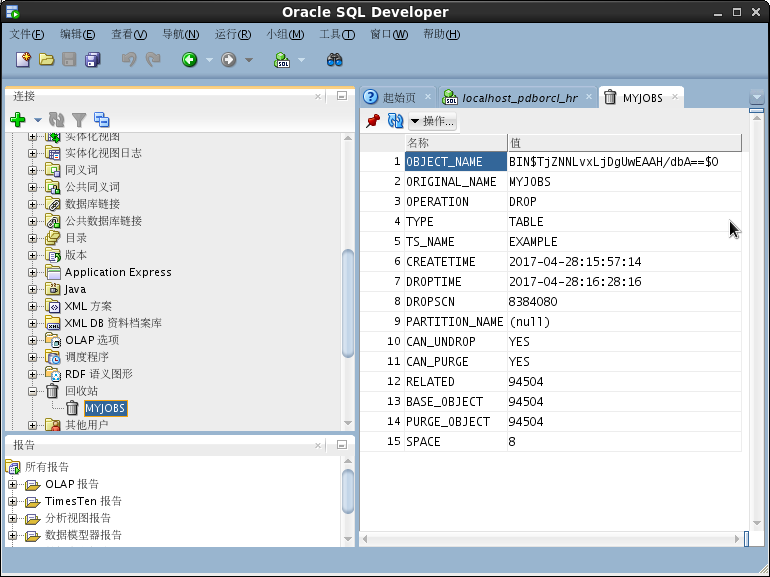 Oracle SQL Developer
文件(F) 编辑(E) 查看(V) 导航(N) 运行(R) 小组(M) 工具(T) 窗口(W) 帮助(H)
连接
实体化视图
实体化视图日志
同义词
公共同义词
数据库链接
公共数据库链接
目录
版本
Application Express
Java
XML 方案
XML DB 资料档案库
OLAP 选项
调度程序
RDF 语义图形
回收站
MYJOBS
其他用户
报告
所有报告
OLAP 报告
TimesTen 报告
分析视图报告
数据模型器报告
起始页 localhost_pdborcl_hr MYJOBS
操作...
名称 值
1 OBJECT_NAME BIN$TjZNNLvxLjDgUwEAAH/dbA==$0
2 ORIGINAL_NAME MYJOBS
3 OPERATION DROP
4 TYPE TABLE
5 TS_NAME EXAMPLE
6 CREATETIME 2017-04-28:15:57:14
7 DROPTIME 2017-04-28:16:28:16
8 DROPSCN 8384080
9 PARTITION_NAME (null)
10 CAN_UNDROP YES
11 CAN_PURGE YES
12 RELATED 94504
13 BASE_OBJECT 94504
14 PURGE_OBJECT 94504
15 SPACE 8